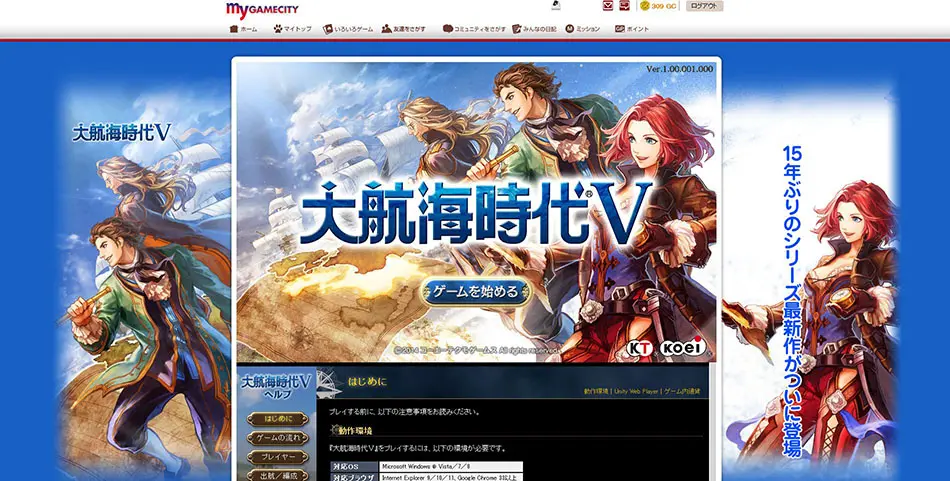 my GAMECITY
309 GC
ログアウト
ホーム
マイトップ
いろいろゲーム
友達をさがす
コミュニティをさがす
みんなの日記
ミッション
ポイント
Ver.1.00.001.000
大航海時代V
大航海時代®V
ゲームを始める
©2014 コーエーテクモゲームス All rights reserved.
KT KOEI
15年ぶりのシリーズ最新作がついに登場
大航海時代V
ヘルプ
はじめに
ゲームの流れ
プレイヤー
出航/編成
はじめに
動作環境 | Unity Web Player | ゲーム内通貨
プレイする前に、以下の注意事項をお読みください。
動作環境
『大航海時代V』をプレイするには、以下の環境が必要です。
対応OS Microsoft Windows ® Vista/7/8
対応ブラウザ Internet Explorer 9/10/11、Google Chrome 31以上